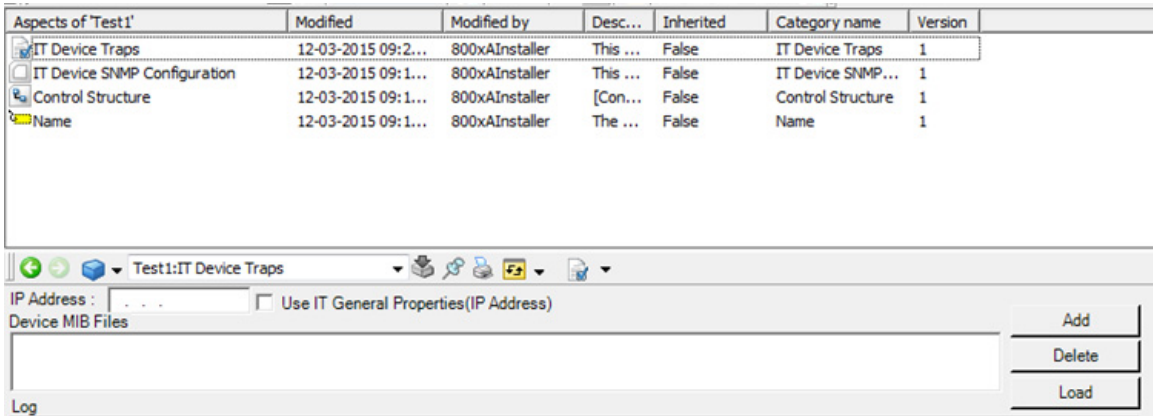 Aspects of 'Test1' Modified Modified by Desc... Inherited Category name Version
IT Device Traps 12-03-2015 09:2... 800xAInstaller This ... False IT Device Traps 1
IT Device SNMP Configuration 12-03-2015 09:1... 800xAInstaller This ... False IT Device SNMP... 1
Control Structure 12-03-2015 09:1... 800xAInstaller [Con... False Control Structure 1
Name 12-03-2015 09:1... 800xAInstaller The ... False Name 1
Test1:IT Device Traps
IP Address : . . . Use IT General Properties(IP Address)
Device MIB Files
Add
Delete
Load
Log